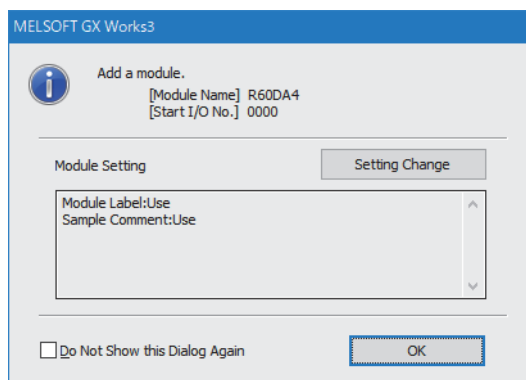 MELSOFT GX Works3
Add a module.
[Module Name] R60DA4
[Start I/O No.] 0000
Module Setting
Setting Change
Module Label:Use
Sample Comment:Use
Do Not Show this Dialog Again
OK